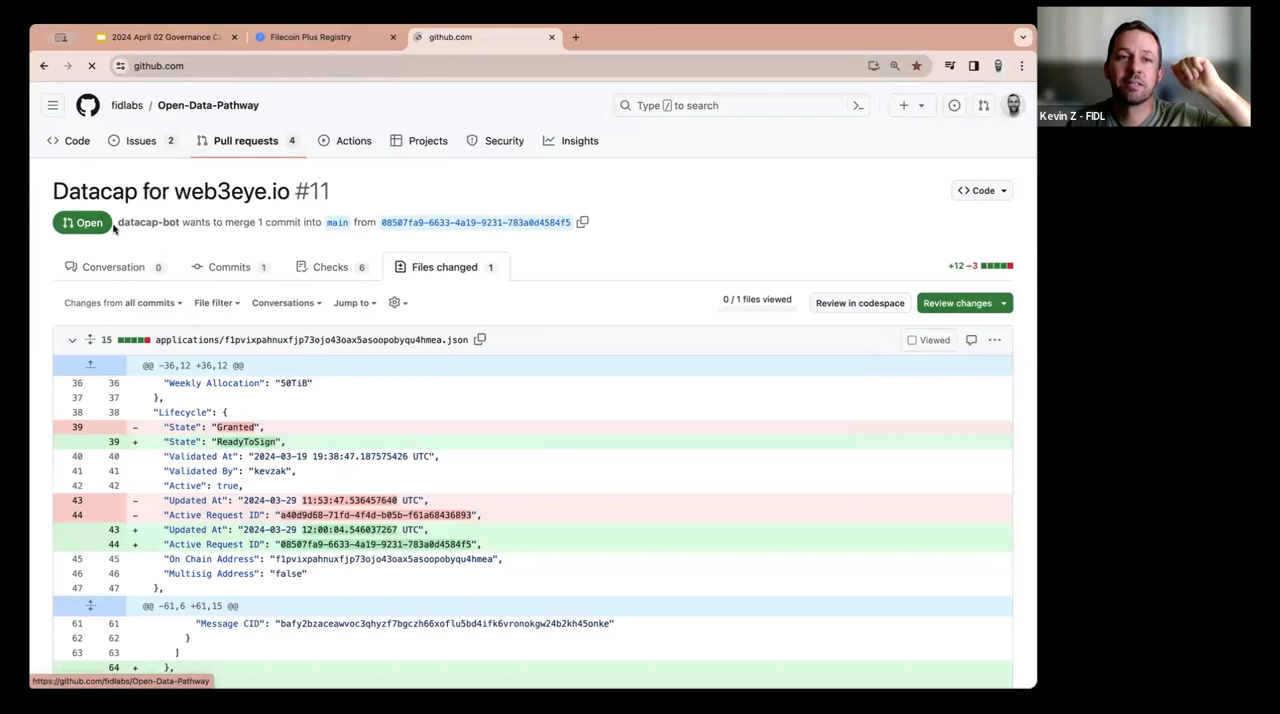 2024 April 02 Governance C
Filecoin Plus Registry
github.com
github.com
fidlabs / Open-Data-Pathway
Type / to search
Code
Issues 2
Pull requests 4
Actions
Projects
Security
Insights
Datacap for web3eye.io #11
<> Code
Open
datacap-bot wants to merge 1 commit into main from 08507fa9-6633-4a19-9231-783a0d4584f5
Conversation 0
Commits 1
Checks 6
Files changed 1
+12 −3
Changes from all commits
File filter
Conversations
Jump to
0 / 1 files viewed
Review in codespace
Review changes
15 applications/f1pvixpahnuxfjp73ojo43oax5asoopobyqu4hmea.json
Viewed
@@ -36,12 +36,12 @@
36 36 "Weekly Allocation": "50TiB"
37 37 },
38 38 "Lifecycle": {
39 - "State": "Granted",
39 + "State": "ReadyToSign",
40 40 "Validated At": "2024-03-19 19:38:47.187575426 UTC",
41 41 "Validated By": "kevzak",
42 42 "Active": true,
43 - "Updated At": "2024-03-29 11:53:47.536457640 UTC",
44 - "Active Request ID": "a40d9d68-71fd-4f4d-b05b-f61a68436893",
43 + "Updated At": "2024-03-29 12:00:04.546037267 UTC",
44 + "Active Request ID": "08507fa9-6633-4a19-9231-783a0d4584f5",
45 45 "On Chain Address": "f1pvixpahnuxfjp73ojo43oax5asoopobyqu4hmea",
46 46 "Multisig Address": "false"
47 47 },
@@ -61,6 +61,15 @@
61 61 "Message CID": "bafy2bzaceawvoc3qhyzf7bgczh66xoflu5bd4ifk6vronokgw24b2kh45onke"
62 62 }
63 63 ]
64 + },
https://github.com/fidlabs/Open-Data-Pathway
Kevin Z - FIDL